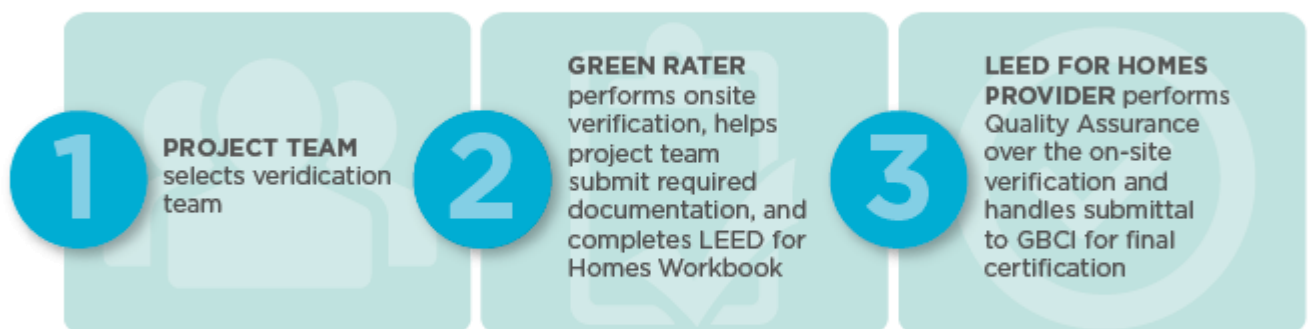 1
PROJECT TEAM
selects veridication
team
2
GREEN RATER
performs onsite
verification, helps
project team
submit required
documentation, and
completes LEED for
Homes Workbook
3
LEED FOR HOMES
PROVIDER performs
Quality Assurance
over the on-site
verification and
handles submittal
to GBCI for final
certification